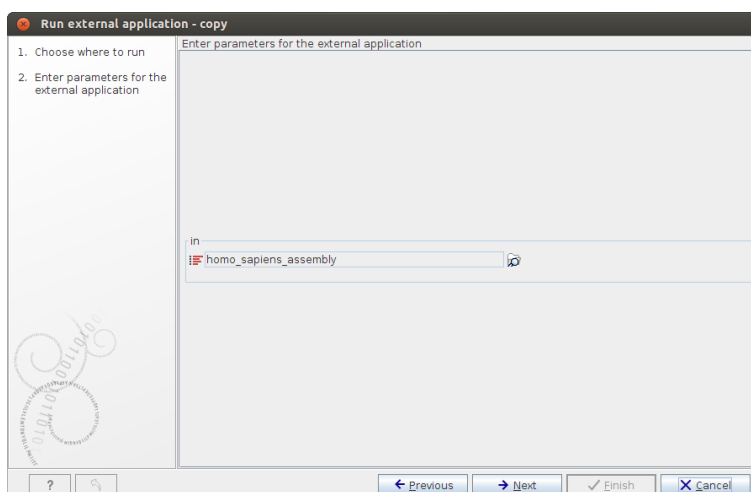 Run external application - copy
1. Choose where to run
2. Enter parameters for the
external application
Enter parameters for the external application
in
homo_sapiens_assembly
?
Previous
Next
Finish
Cancel